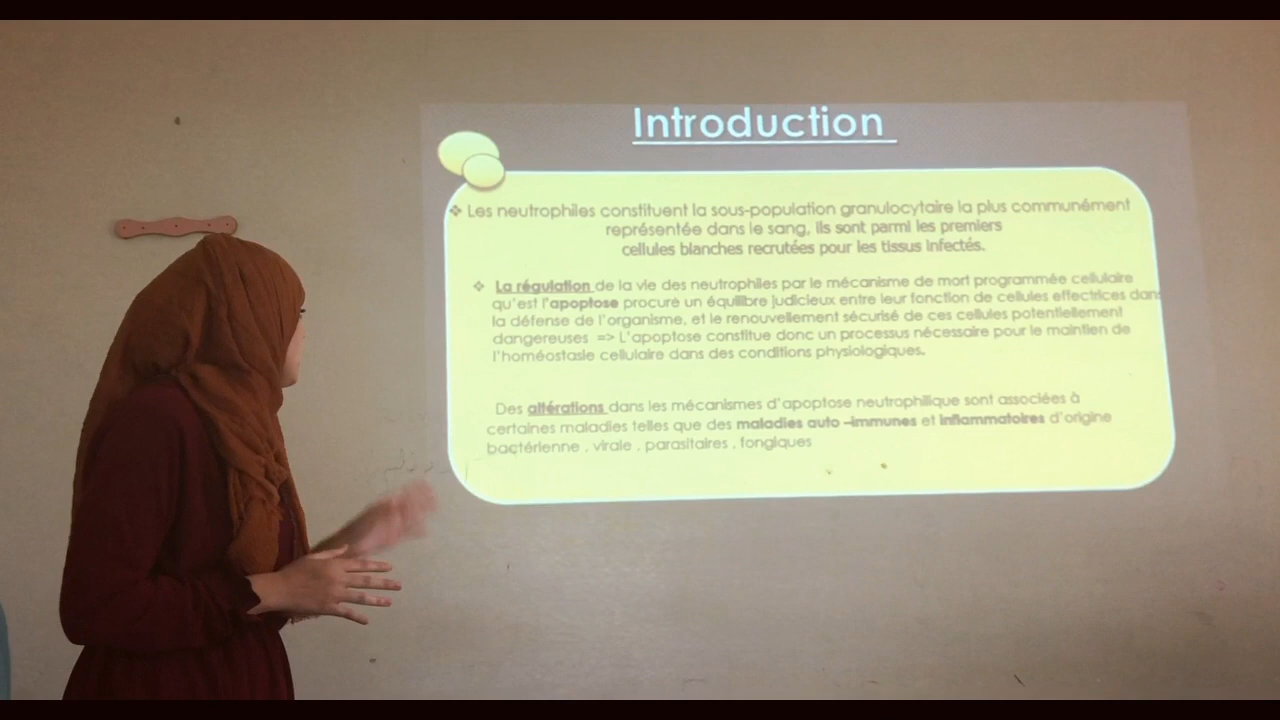 Introduction
❖ Les neutrophiles constituent la sous-population granulocytaire la plus communément
représentée dans le sang, ils sont parmi les premiers
cellules blanches recrutées pour les tissus infectés.
❖ La régulation de la vie des neutrophiles par le mécanisme de mort programmée cellulaire
qu'est l'apoptose procure un équilibre judicieux entre leur fonction de cellules effectrices dans
la défense de l'organisme, et le renouvellement sécurisé de ces cellules potentiellement
dangereuses => L'apoptose constitue donc un processus nécessaire pour le maintien de
l'homéostasie cellulaire dans des conditions physiologiques.
Des altérations dans les mécanismes d'apoptose neutrophilique sont associées à
certaines maladies telles que des maladies auto –immunes et inflammatoires d'origine
bactérienne , virale , parasitaires , fongiques